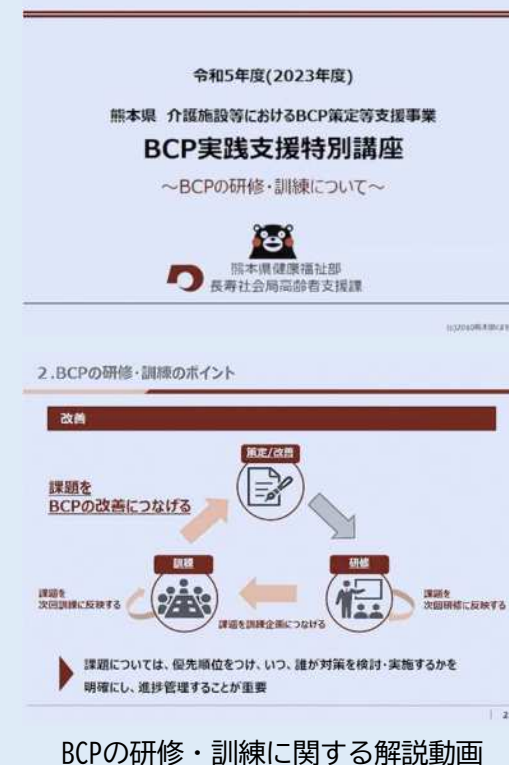 令和5年度(2023年度)
熊本県 介護施設等におけるBCP策定等支援事業
BCP実践支援特別講座
～BCPの研修・訓練について～
熊本県健康福祉部
長寿社会局高齢者支援課
2.BCPの研修・訓練のポイント
改善
策定/改善
課題を
BCPの改善につなげる
訓練
研修
課題を
次回訓練に反映する
課題を
次回研修に反映する
課題を訓練企画につなげる
課題については、優先順位をつけ、いつ、誰が対策を検討・実施するかを
明確にし、進捗管理することが重要
2
BCPの研修・訓練に関する解説動画